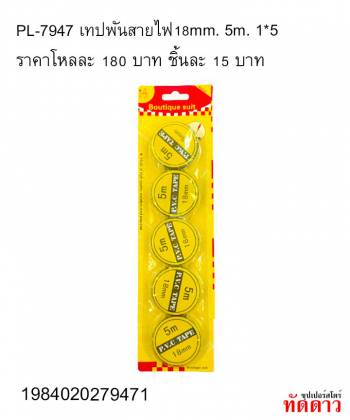 PL-7947 เทปพันสายไฟ18mm. 5m. 1*5
ราคาโหลละ 180 บาท ชิ้นละ 15 บาท
Boutique suit
5m
P.V.C TAPE
18mm
5m
P.V.C TAPE
18mm
5m
P.V.C TAPE
18mm
5m
P.V.C TAPE
18mm
5m
P.V.C TAPE
18mm
1984020279471
ซุปเปอร์สโตร์
ทัดดาว